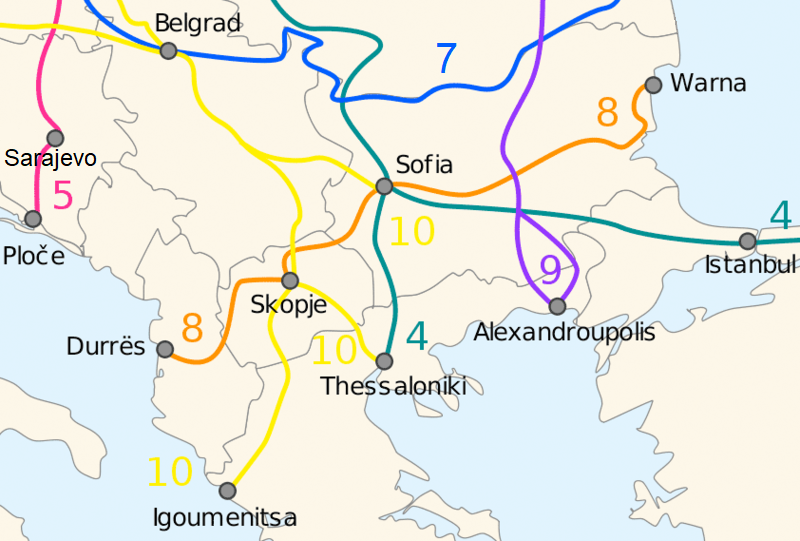 Belgrad
7
Warna
8
Sarajevo
Sofia
5
10
4
Ploče
Istanbul
9
Skopje
8
4
Alexandroupolis
Durrës
10
Thessaloniki
10
Igoumenitsa